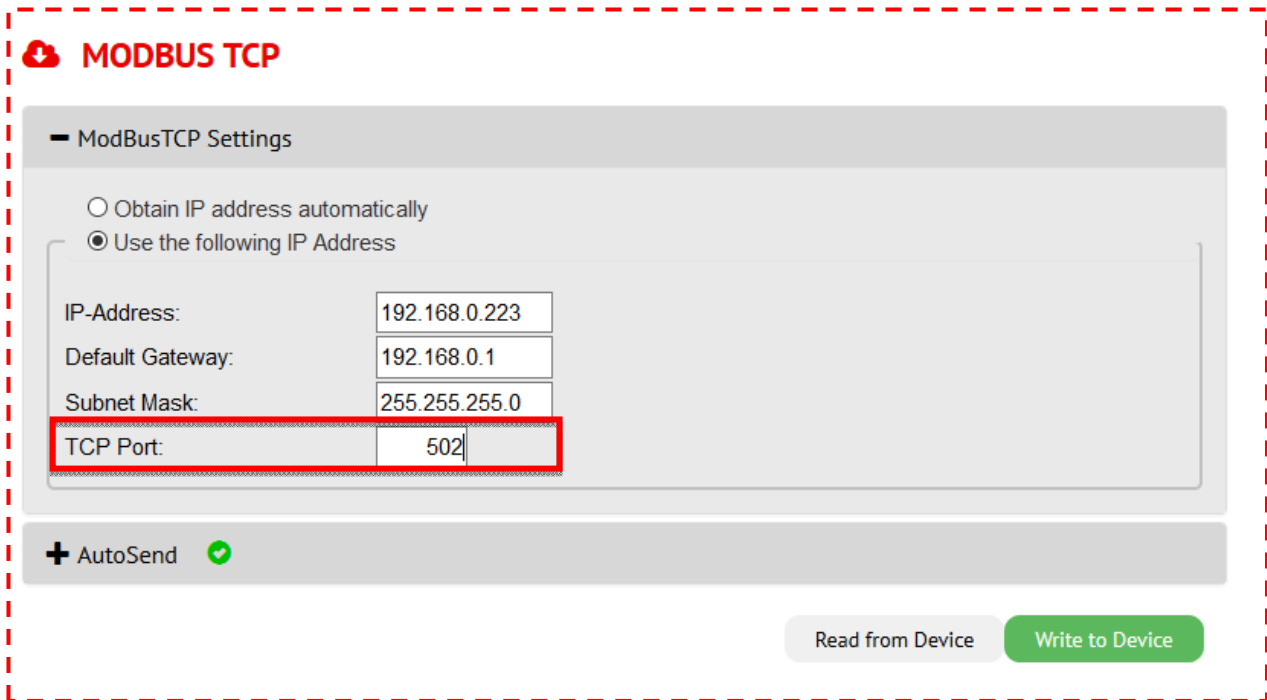 MODBUS TCP
ModBusTCP Settings
Obtain IP address automatically
Use the following IP Address
IP-Address: 192.168.0.223
Default Gateway: 192.168.0.1
Subnet Mask: 255.255.255.0
TCP Port: 502
AutoSend
Read from Device Write to Device